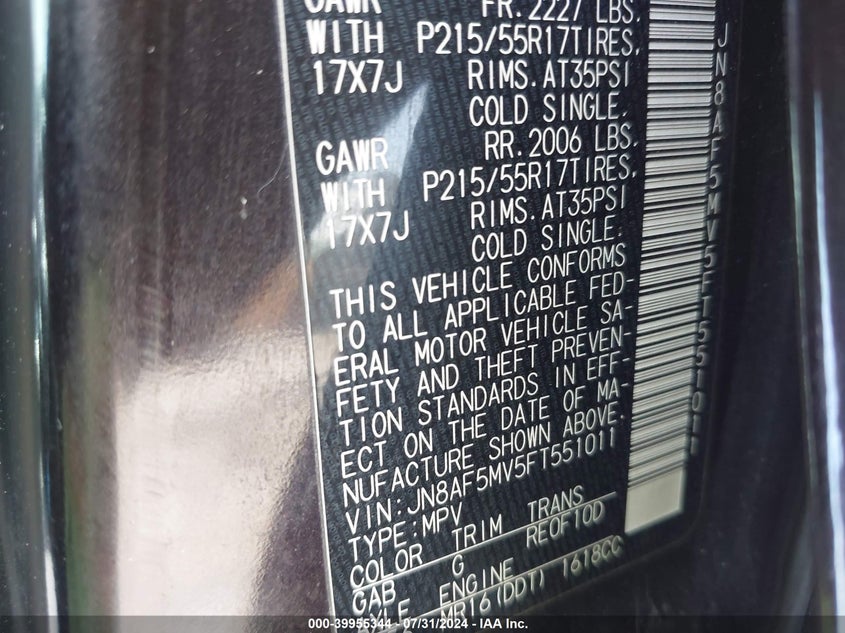 GAWR FR. 2227 LBS.
WITH P215/55R17TIRES.
17X7J RIMS. AT35PSI
COLD SINGLE.
GAWR RR. 2006 LBS.
WITH P215/55R17TIRES.
17X7J RIMS. AT35PSI
COLD SINGLE.
THIS VEHICLE CONFORMS
TO ALL APPLICABLE FED-
ERAL MOTOR VEHICLE SA-
FETY AND THEFT PREVEN-
TION STANDARDS IN EFF-
ECT ON THE DATE OF MA-
NUFACTURE SHOWN ABOVE.
VIN:JN8AF5MV5FT551011
TYPE:MPV
COLOR TRIM TRANS
GAB G RE0F10D
AXLE ENGINE
MR16(DDT) 1618CC
JN8AF5MV5FT551011
000-39955344 - 07/31/2024 - IAA Inc.